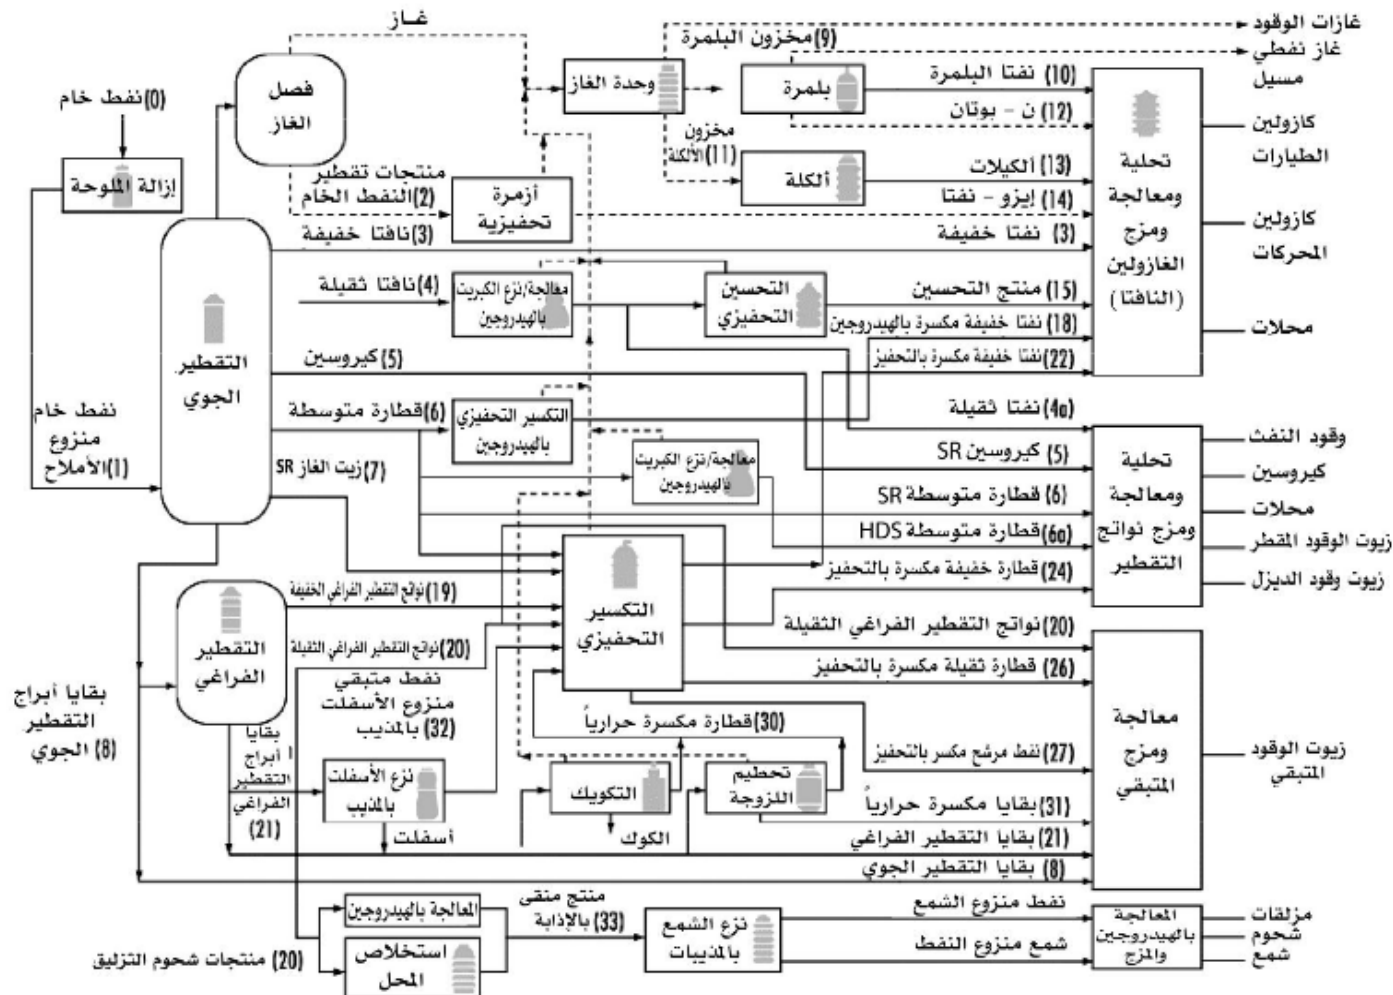 غاز
غازات الوقود
(9) مخزون البلمرة
غاز نفطي
مسيل
فصل
الغاز
وحدة الغاز
بلمرة
(10) نفتا البلمرة
(12) ن - بوتان
(0) نفط خام
إزالة الملوحة
مخزون
(11) الألكلة
ألكلة
(13) ألكيلات
(14) إيزو - نفتا
تحلية
ومعالجة
ومزج
الغازولين
(النافتا)
كازولين
الطيارات
كازولين
المحركات
محلات
منتجات تقطير
(2) النفط الخام
أزمرة
تحفيزية
(3) نافتا خفيفة
(3) نفتا خفيفة
(4) نافتا ثقيلة
معالجة/نزع الكبريت
بالهيدروجين
التحسين
التحفيزي
(15) منتج التحسين
(18) نفتا خفيفة مكسرة بالهيدروجين
(22) نفتا خفيفة مكسرة بالتحفيز
التقطير
الجوي
(5) كيروسين
(6) قطارة متوسطة
التكسير التحفيزي
بالهيدروجين
(4a) نفتا ثقيلة
(5) كيروسين SR
(6) قطارة متوسطة SR
(6a) قطارة متوسطة HDS
(24) قطارة خفيفة مكسرة بالتحفيز
معالجة/نزع الكبريت
بالهيدروجين
تحلية
ومعالجة
ومزج نواتج
التقطير
وقود النفث
كيروسين
محلات
زيوت الوقود المقطر
زيوت وقود الديزل
نفط خام
منزوع
(1) الأملاح
(7) زيت الغاز SR
التكسير
التحفيزي
(19) نواتج التقطير الفراغي الخفيفة
(20) نواتج التقطير الفراغي الثقيلة
التقطير
الفراغي
(20) نواتج التقطير الفراغي الثقيلة
(26) قطارة ثقيلة مكسرة بالتحفيز
(27) نفط مرشح مكسر بالتحفيز
(31) بقايا مكسرة حرارياً
(21) بقايا التقطير الفراغي
(8) بقايا التقطير الجوي
معالجة
ومزج
المتبقي
زيوت الوقود
المتبقي
بقايا أبراج
التقطير
(8) الجوي
نفط متبقي
منزوع الأسفلت
(32) بالمذيب
(30) قطارة مكسرة حرارياً
بقايا
أبراج
التقطير
الفراغي
(21)
نزع الأسفلت
بالمذيب
أسفلت
التكويك
الكوك
تحطيم
اللزوجة
المعالجة بالهيدروجين
استخلاص
المحل
(20) منتجات شحوم التزليق
منتج منقى
بالإذابة
(33)
نزع الشمع
بالمذيبات
نفط منزوع الشمع
شمع منزوع النفط
المعالجة
بالهيدروجين
والمزج
مزلقات
شحوم
شمع